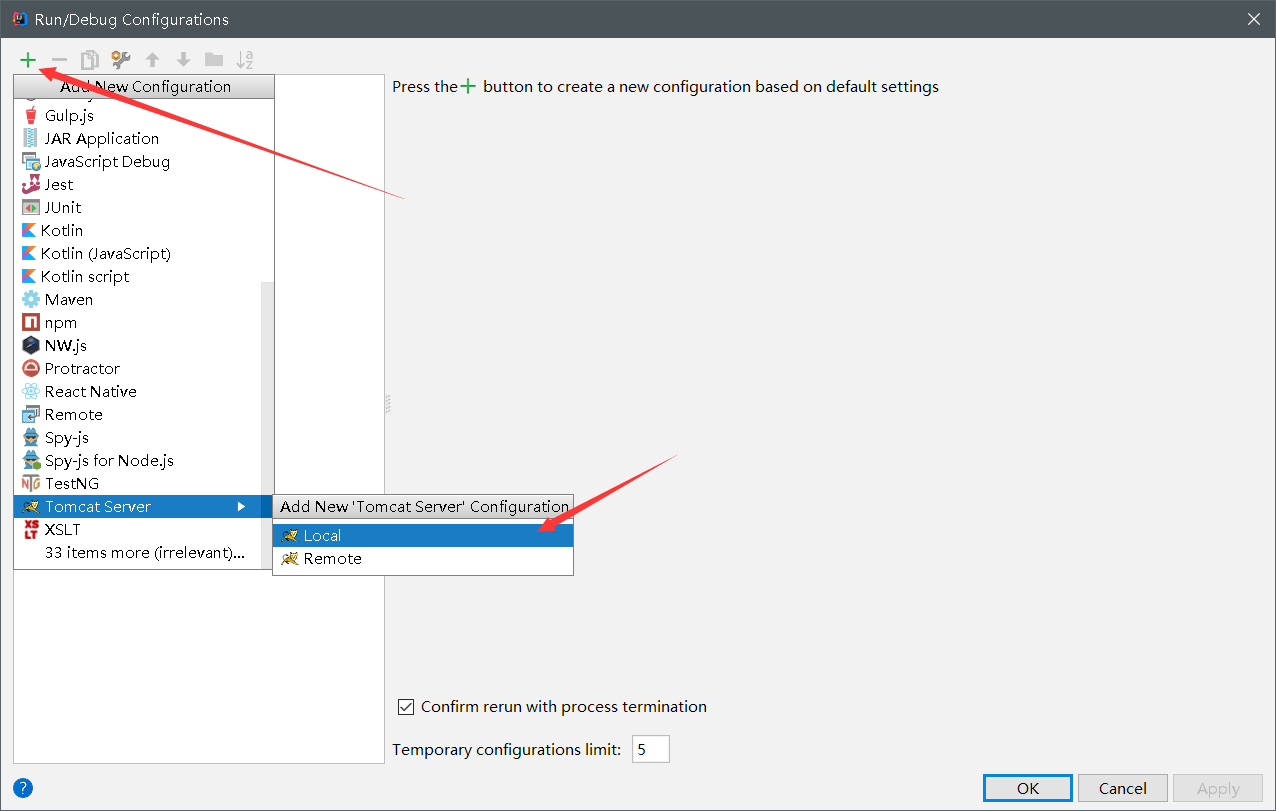 Run/Debug Configurations
Add New Configuration
Press the + button to create a new configuration based on default settings
Gulp.js
JAR Application
JavaScript Debug
Jest
JUnit
Kotlin
Kotlin (JavaScript)
Kotlin script
Maven
npm
NW.js
Protractor
React Native
Remote
Spy-js
Spy-js for Node.js
TestNG
Tomcat Server
XSLT
33 items more (irrelevant)...
Add New 'Tomcat Server' Configuration
Local
Remote
Confirm rerun with process termination
Temporary configurations limit: 5
? OK Cancel Apply